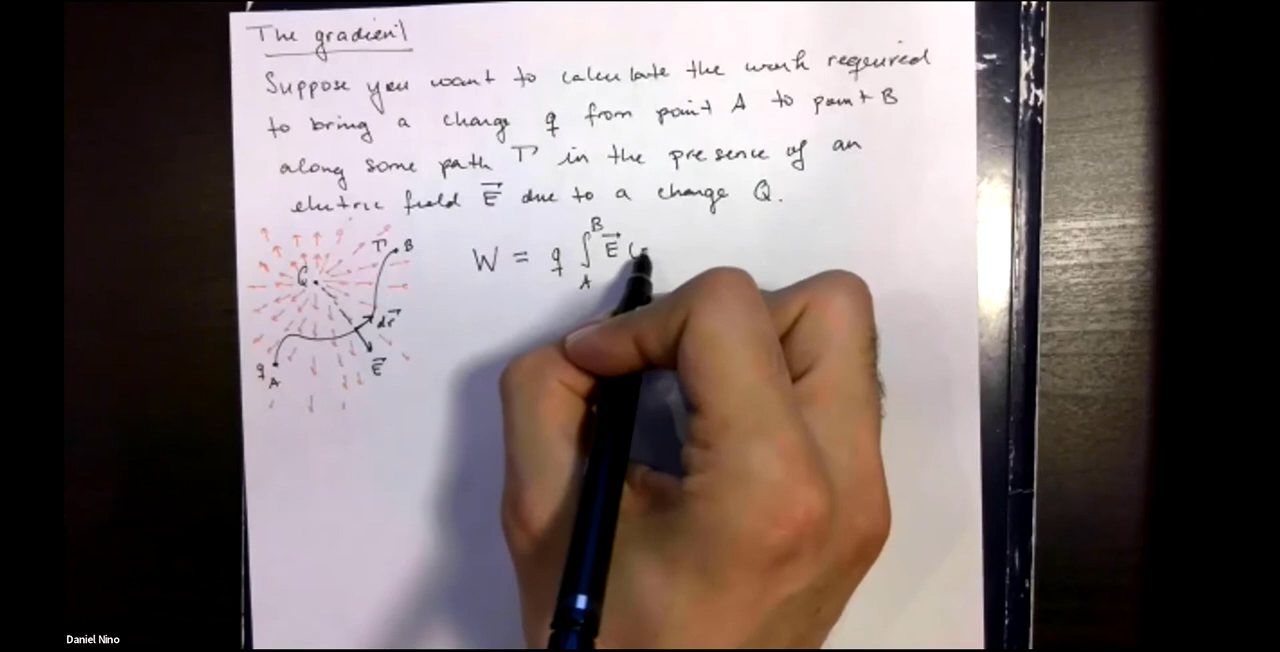 The gradient
Suppose you want to calculate the work required
to bring a charge q from point A to point B
along some path Γ in the presence of an
electric field E⃗ due to a charge Q.
W = q ∫_A^B E⃗ (
Q
Γ B
dr⃗
E⃗
q A
Daniel Nino